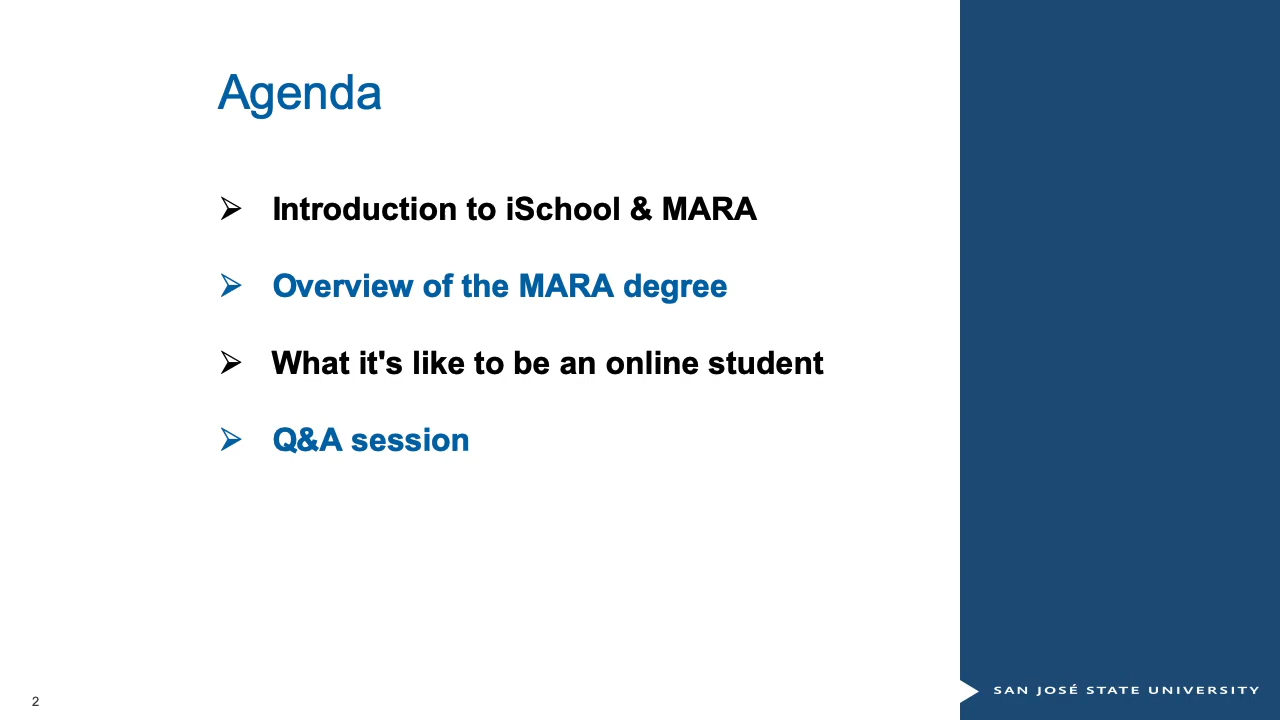 Agenda
➢ Introduction to iSchool & MARA
➢ Overview of the MARA degree
➢ What it's like to be an online student
➢ Q&A session
2
SAN JOSÉ STATE UNIVERSITY